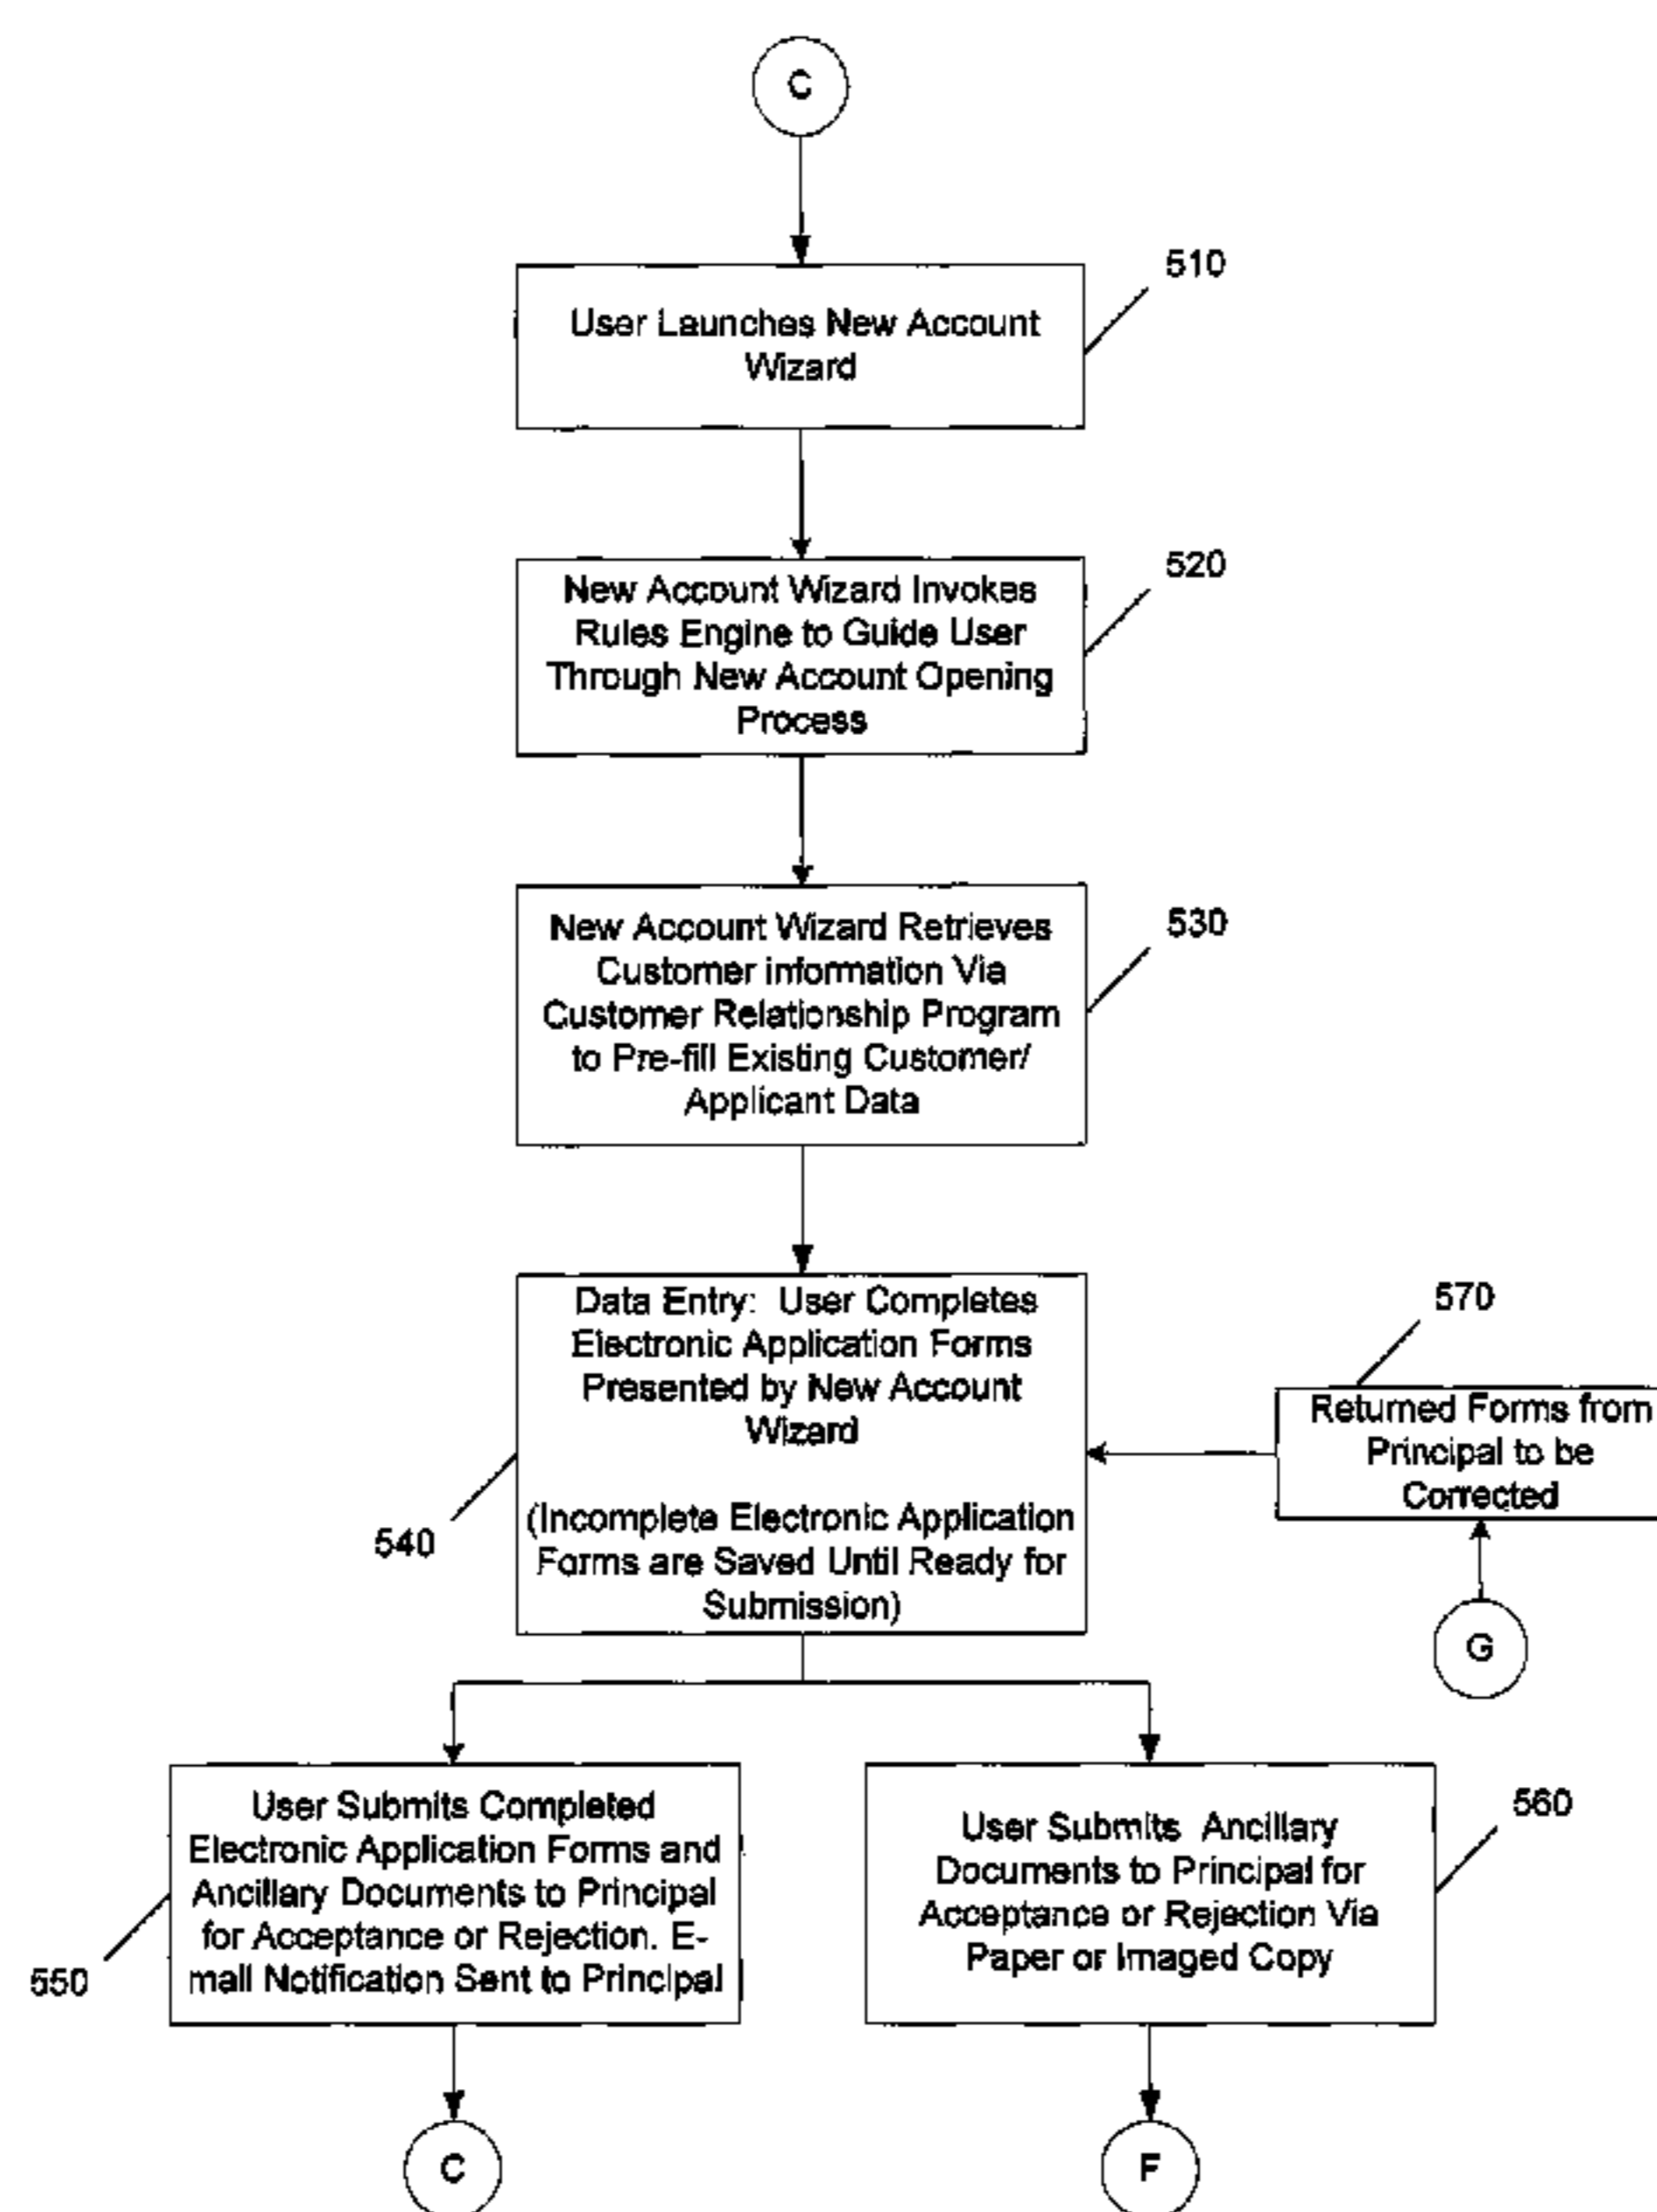 C
510
User Launches New Account
Wizard
520
New Account Wizard Invokes
Rules Engine to Guide User
Through New Account Opening
Process
530
New Account Wizard Retrieves
Customer information Via
Customer Relationship Program
to Pre-fill Existing Customer/
Applicant Data
570
Data Entry: User Completes
Electronic Application Forms
Presented by New Account
Wizard
(Incomplete Electronic Application
Forms are Saved Until Ready for
Submission)
540
Returned Forms from
Principal to be
Corrected
G
User Submits Completed
Electronic Application Forms and
Ancillary Documents to Principal
for Acceptance or Rejection. E-
mail Notification Sent to Principal
550
560
User Submits Ancillary
Documents to Principal for
Acceptance or Rejection Via
Paper or Imaged Copy
C
F